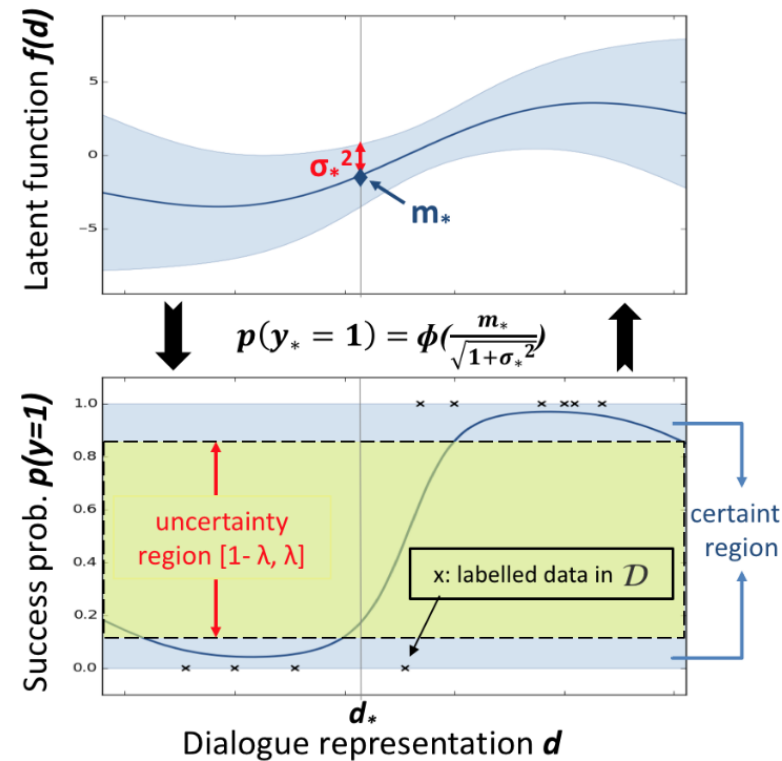 Latent function f(d)
5
0
−5
σ*²
m*
p(y* = 1) = ϕ(m*/√1+σ*²)
Success prob. p(y=1)
1.0
0.8
0.6
0.4
0.2
0.0
uncertainty
region [1- λ, λ]
x: labelled data in 𝒟
certaint
region
d*
Dialogue representation d